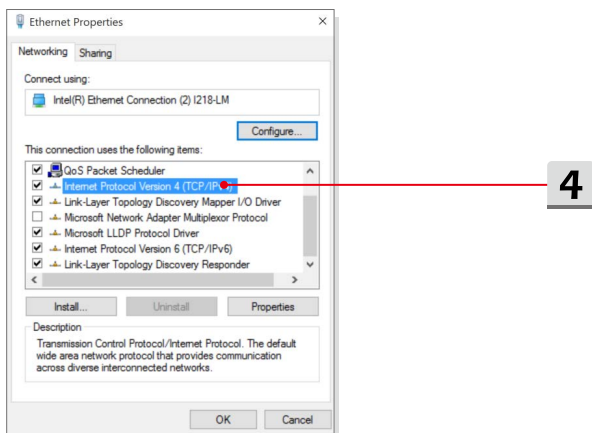 Ethernet Properties
Networking Sharing
Connect using:
Intel(R) Ethernet Connection (2) I218-LM
Configure...
This connection uses the following items:
QoS Packet Scheduler
Internet Protocol Version 4 (TCP/IPv4)
4
Link-Layer Topology Discovery Mapper I/O Driver
Microsoft Network Adapter Multiplexor Protocol
Microsoft LLDP Protocol Driver
Internet Protocol Version 6 (TCP/IPv6)
Link-Layer Topology Discovery Responder
Install... Uninstall Properties
Description
Transmission Control Protocol/Internet Protocol. The default
wide area network protocol that provides communication
across diverse interconnected networks.
OK Cancel